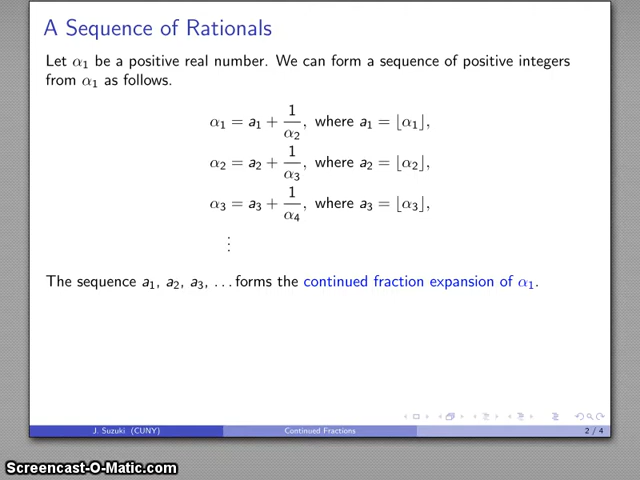 A Sequence of Rationals
Let α₁ be a positive real number. We can form a sequence of positive integers
from α₁ as follows.
α₁ = a₁ + 1/α₂, where a₁ = ⌊α₁⌋,
α₂ = a₂ + 1/α₃, where a₂ = ⌊α₂⌋,
α₃ = a₃ + 1/α₄, where a₃ = ⌊α₃⌋,
⋮
The sequence a₁, a₂, a₃, ... forms the continued fraction expansion of α₁.
J. Suzuki (CUNY) Continued Fractions 2 / 4
Screencast-O-Matic.com